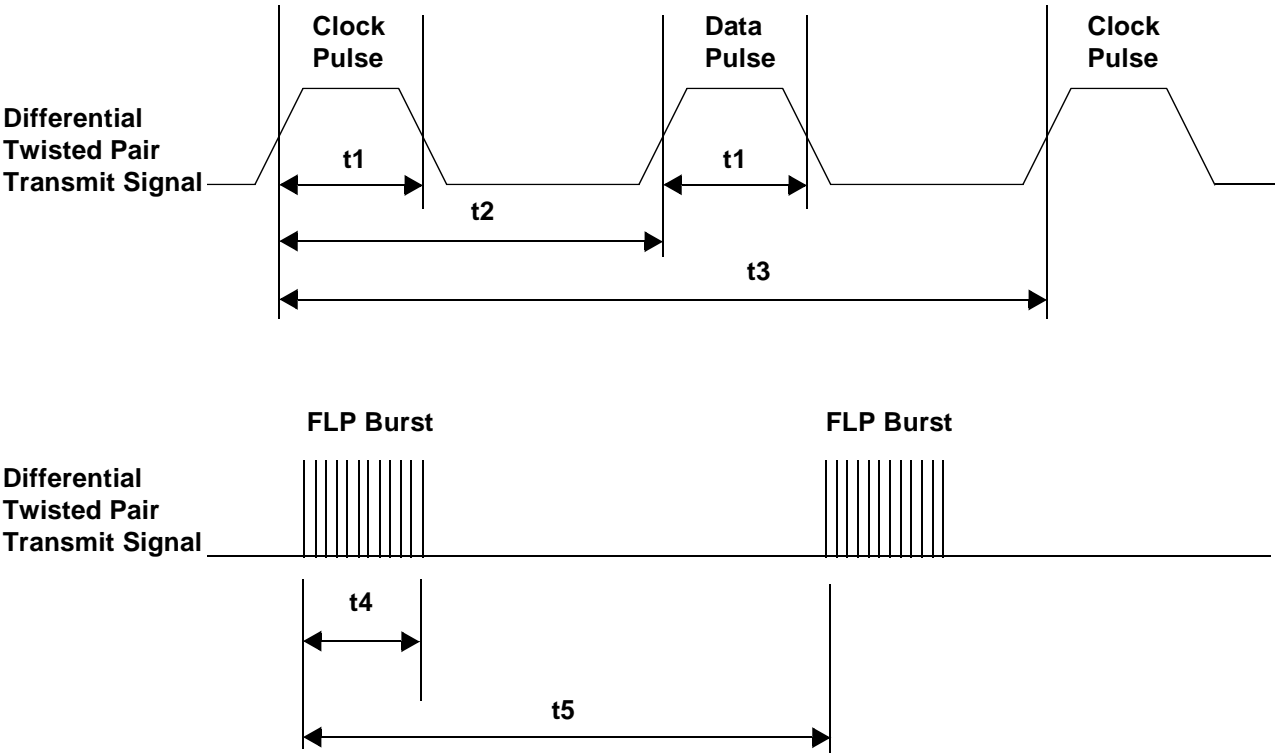 Clock
Pulse
Data
Pulse
Clock
Pulse
Differential
Twisted Pair
Transmit Signal
t1
t1
t2
t3
FLP Burst
FLP Burst
Differential
Twisted Pair
Transmit Signal
t4
t5